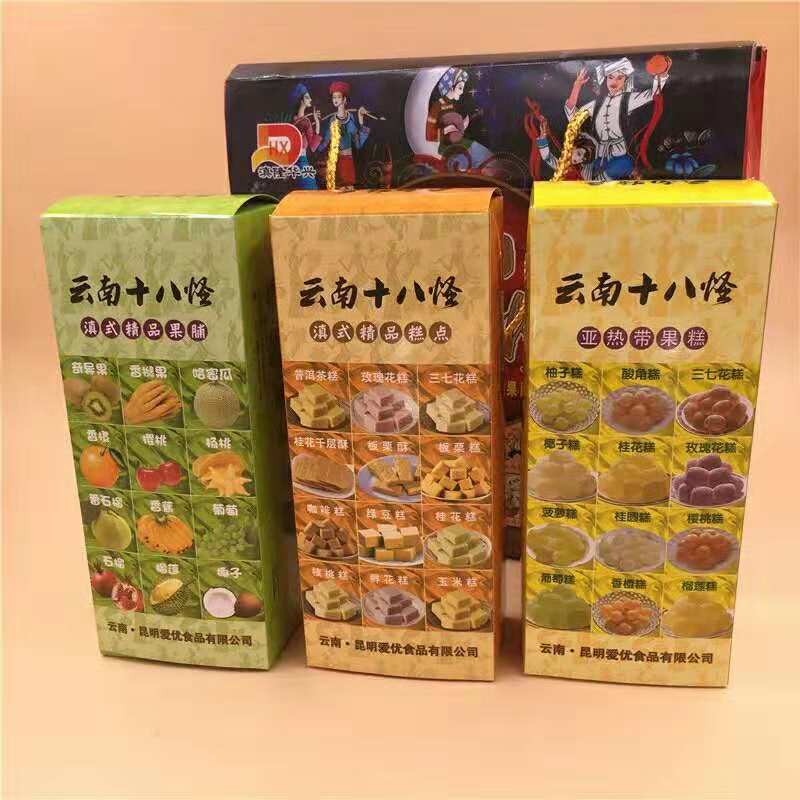 HX
滇隆华兴
云南十八怪
滇式精品果脯
奇异果 香橼果 哈密瓜
香橙 樱桃 杨桃
番石榴 香蕉 葡萄
石榴 榴莲 椰子
云南·昆明爱优食品有限公司
云南十八怪
滇式精品糕点
普洱茶糕 玫瑰花糕 三七花糕
桂花千层酥 板栗酥 板栗糕
咖啡糕 绿豆糕 桂花糕
核桃糕 鲜花糕 玉米糕
云南·昆明爱优食品有限公司
云南十八怪
亚热带果糕
柚子糕 酸角糕 三七花糕
椰子糕 桂花糕 玫瑰花糕
菠萝糕 桂圆糕 樱桃糕
葡萄糕 香橙糕 榴莲糕
云南·昆明爱优食品有限公司